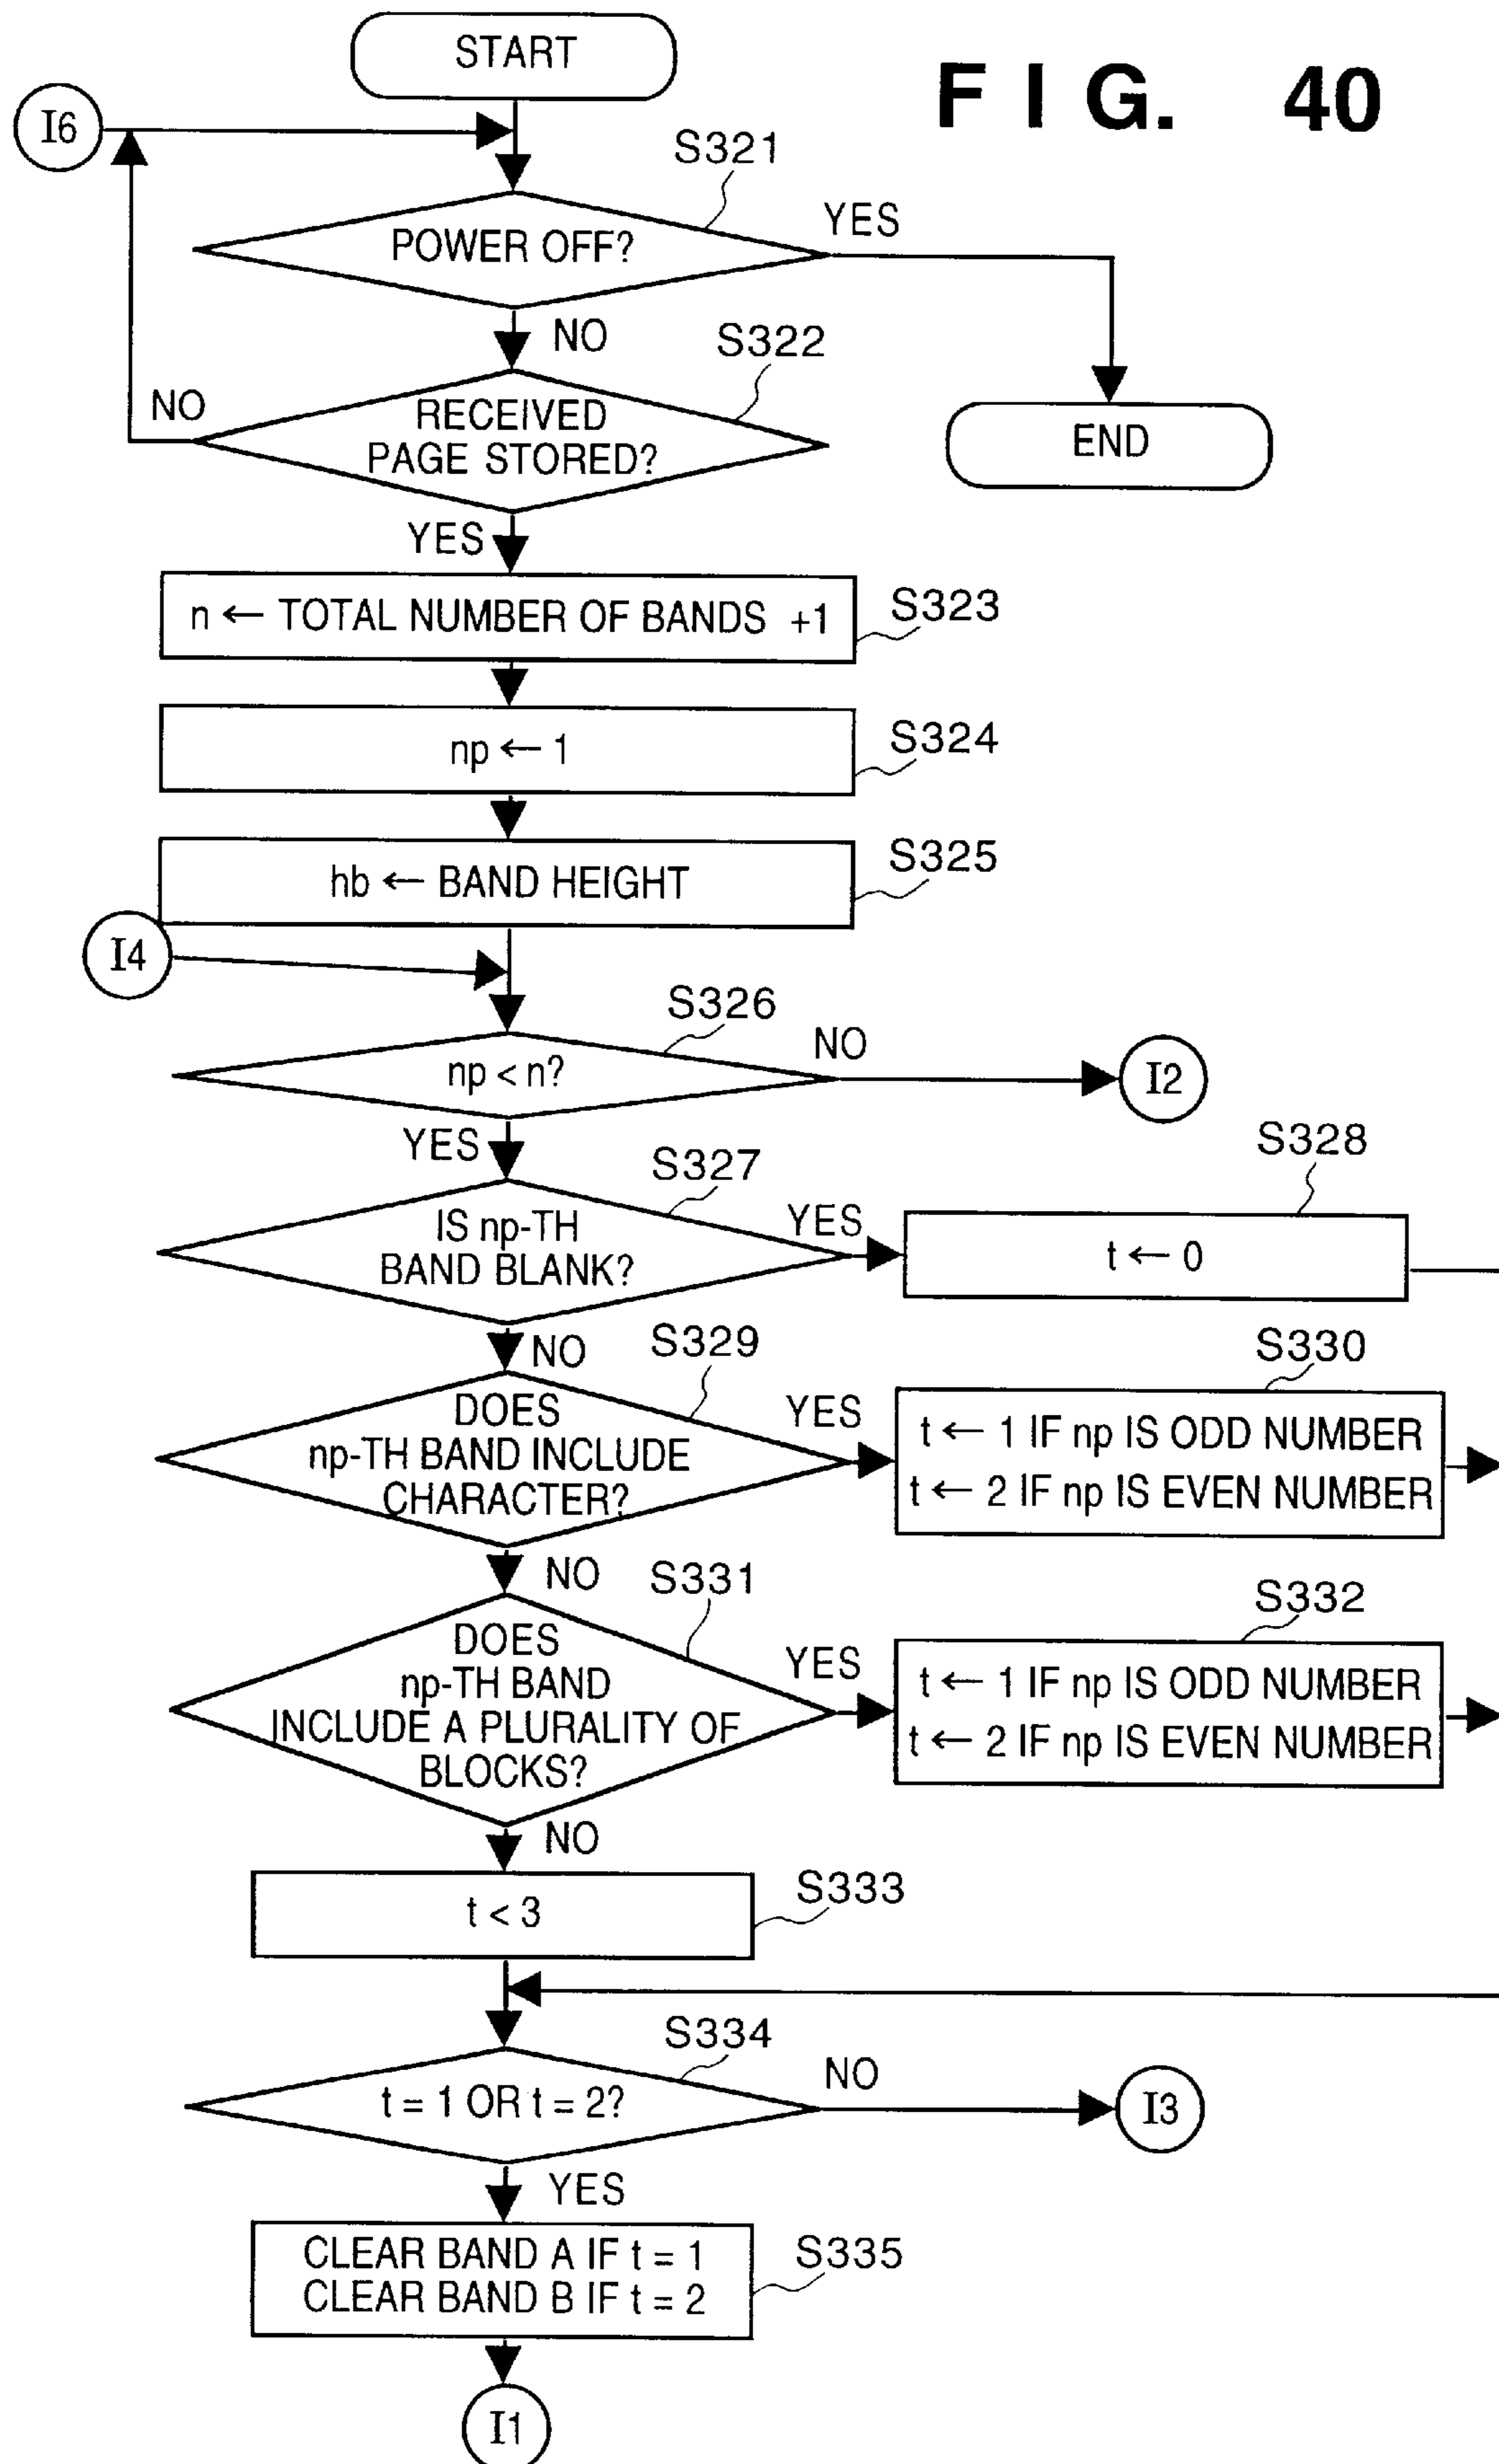 START
F I G. 40
I6
S321
POWER OFF?
YES
NO
S322
NO
RECEIVED
PAGE STORED?
END
YES
n ← TOTAL NUMBER OF BANDS +1
S323
np ← 1
S324
hb ← BAND HEIGHT
S325
I4
S326
np < n?
NO
I2
YES
S327
IS np-TH
BAND BLANK?
YES
S328
t ← 0
NO
S329
DOES
np-TH BAND INCLUDE
CHARACTER?
YES
S330
t ← 1 IF np IS ODD NUMBER
t ← 2 IF np IS EVEN NUMBER
NO
S331
DOES
np-TH BAND
INCLUDE A PLURALITY OF
BLOCKS?
YES
S332
t ← 1 IF np IS ODD NUMBER
t ← 2 IF np IS EVEN NUMBER
NO
t < 3
S333
S334
t = 1 OR t = 2?
NO
I3
YES
CLEAR BAND A IF t = 1
CLEAR BAND B IF t = 2
S335
I1